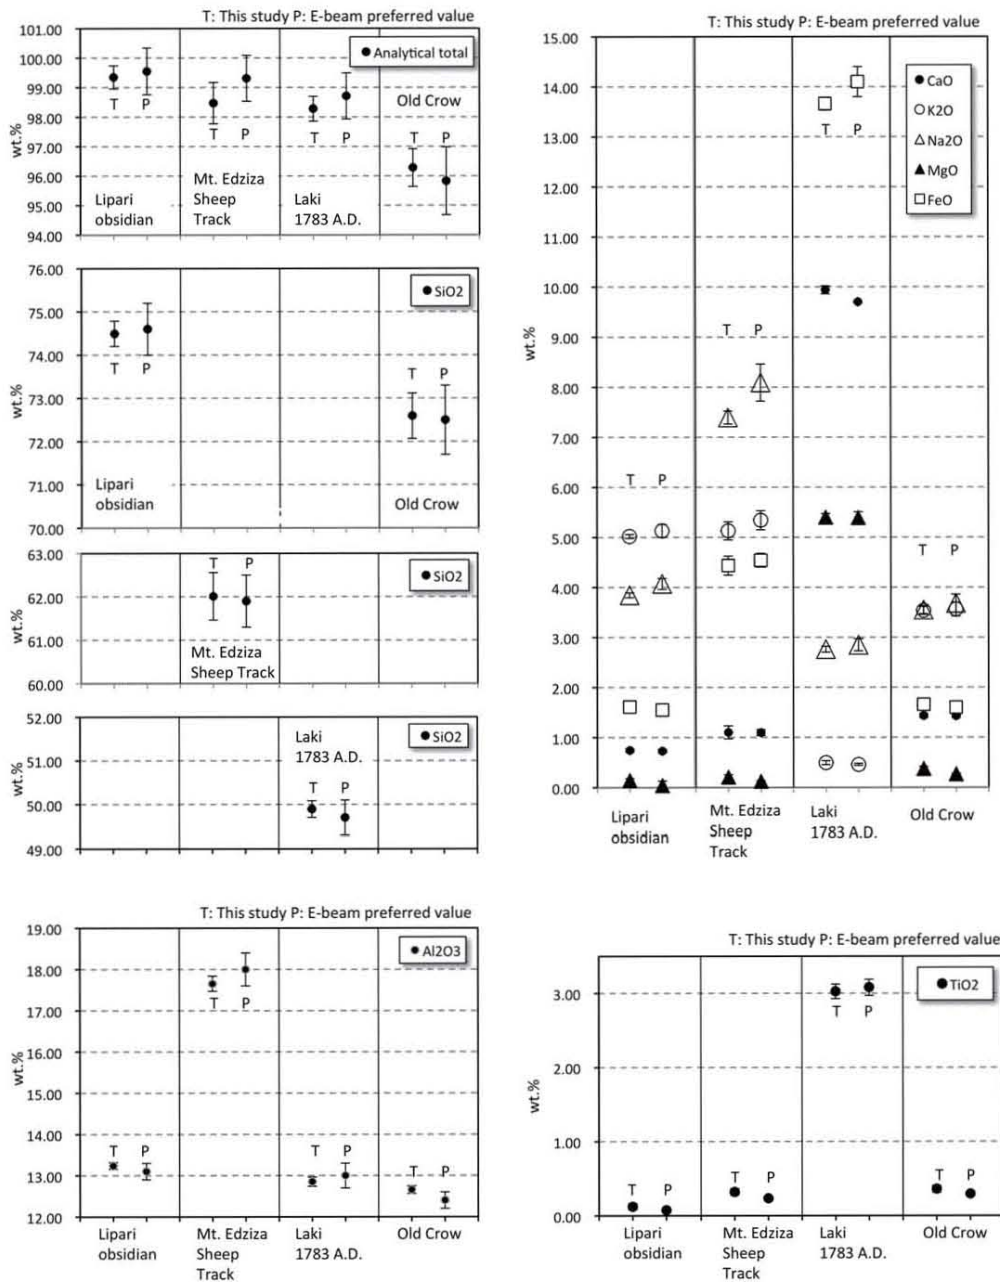 T: This study P: E-beam preferred value
101.00
100.00
99.00
98.00
97.00
96.00
95.00
94.00
wt.%
Analytical total
T P
T P
T P
T P
Old Crow
Lipari
obsidian
Mt. Edziza
Sheep
Track
Laki
1783 A.D.
76.00
75.00
74.00
73.00
72.00
71.00
70.00
wt.%
SiO2
T P
T P
Lipari
obsidian
Old Crow
63.00
62.00
61.00
60.00
wt.%
SiO2
T P
Mt. Edziza
Sheep Track
52.00
51.00
50.00
49.00
wt.%
SiO2
Laki
1783 A.D.
T P
T: This study P: E-beam preferred value
19.00
18.00
17.00
16.00
15.00
14.00
13.00
12.00
wt.%
Al2O3
T P
T P
T P
T P
Lipari
obsidian
Mt. Edziza
Sheep
Track
Laki
1783 A.D.
Old Crow
T: This study P: E-beam preferred value
15.00
14.00
13.00
12.00
11.00
10.00
9.00
8.00
7.00
6.00
5.00
4.00
3.00
2.00
1.00
0.00
wt.%
CaO
K2O
Na2O
MgO
FeO
T P
T P
T P
T P
Lipari
obsidian
Mt. Edziza
Sheep
Track
Laki
1783 A.D.
Old Crow
T: This study P: E-beam preferred value
3.00
2.00
1.00
0.00
wt.%
TiO2
T P
T P
T P
T P
Lipari
obsidian
Mt. Edziza
Sheep
Track
Laki
1783 A.D.
Old Crow